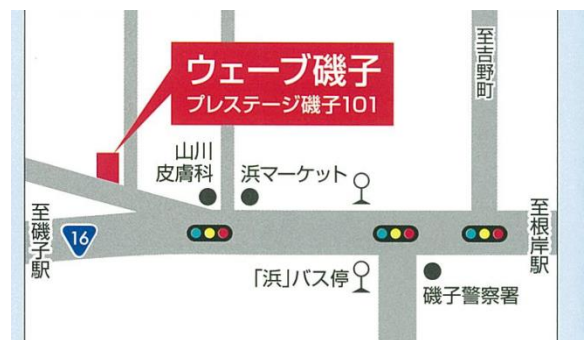 ウェーブ磯子
プレステージ磯子101
至吉野町
山川
皮膚科
浜マーケット
至磯子駅
16
至根岸駅
「浜」バス停
磯子警察署